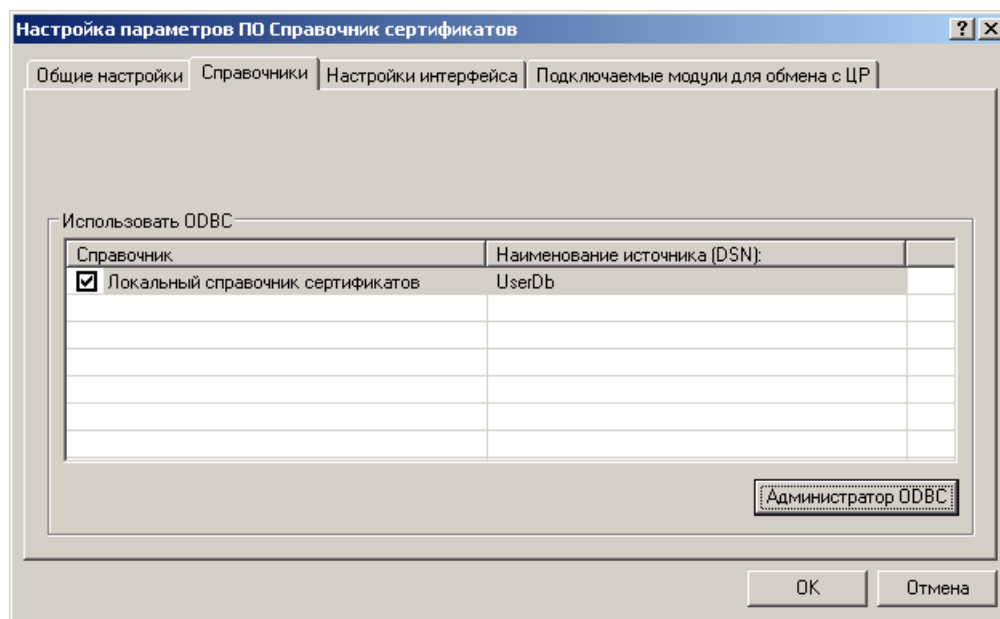 Настройка параметров ПО Справочник сертификатов
Общие настройки Справочники Настройки интерфейса Подключаемые модули для обмена с ЦР
Использовать ODBC
Справочник Наименование источника (DSN):
Локальный справочник сертификатов UserDb
Администратор ODBC
OK Отмена